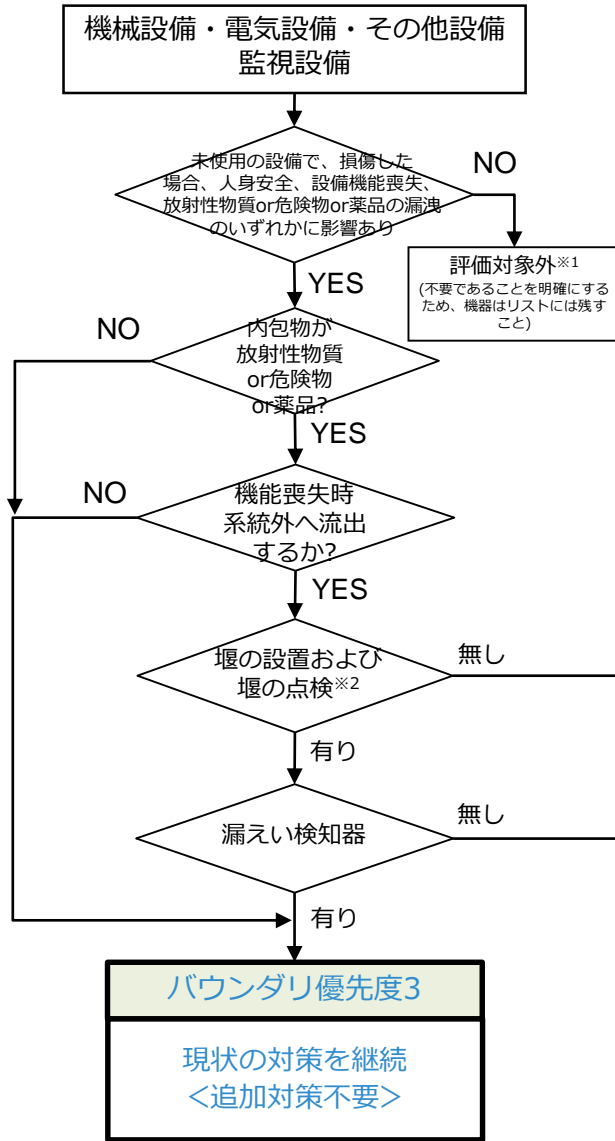 機械設備・電気設備・その他設備
監視設備
未使用の設備で、損傷した
場合、人身安全、設備機能喪失、
放射性物質or危険物or薬品の漏洩
のいずれかに影響あり
NO
評価対象外※1
(不要であることを明確にする
ため、機器はリストには残す
こと)
YES
NO
内包物が
放射性物質
or危険物
or薬品?
YES
NO
機能喪失時
系統外へ流出
するか?
YES
堰の設置および
堰の点検※2
無し
有り
漏えい検知器
無し
有り
バウンダリ優先度3
現状の対策を継続
<追加対策不要>